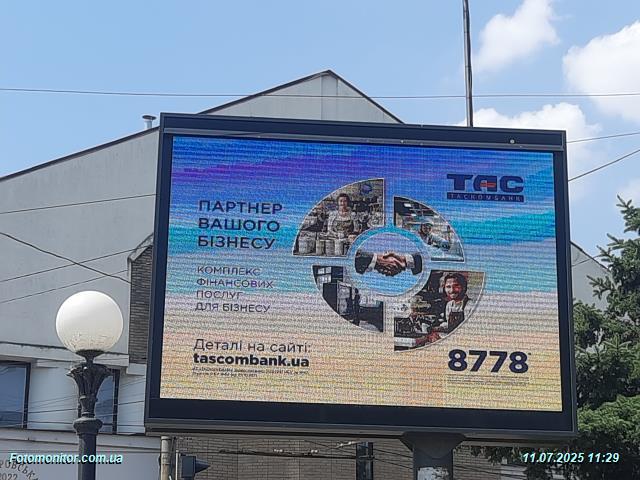 ТАС
ТАСКОМБАНК
ПАРТНЕР
ВАШОГО
БІЗНЕСУ
КОМПЛЕКС
ФІНАНСОВИХ
ПОСЛУГ
ДЛЯ БІЗНЕСУ
Деталі на сайті:
tascombank.ua
8778
Fotomonitor.com.ua
11.07.2025 11:29